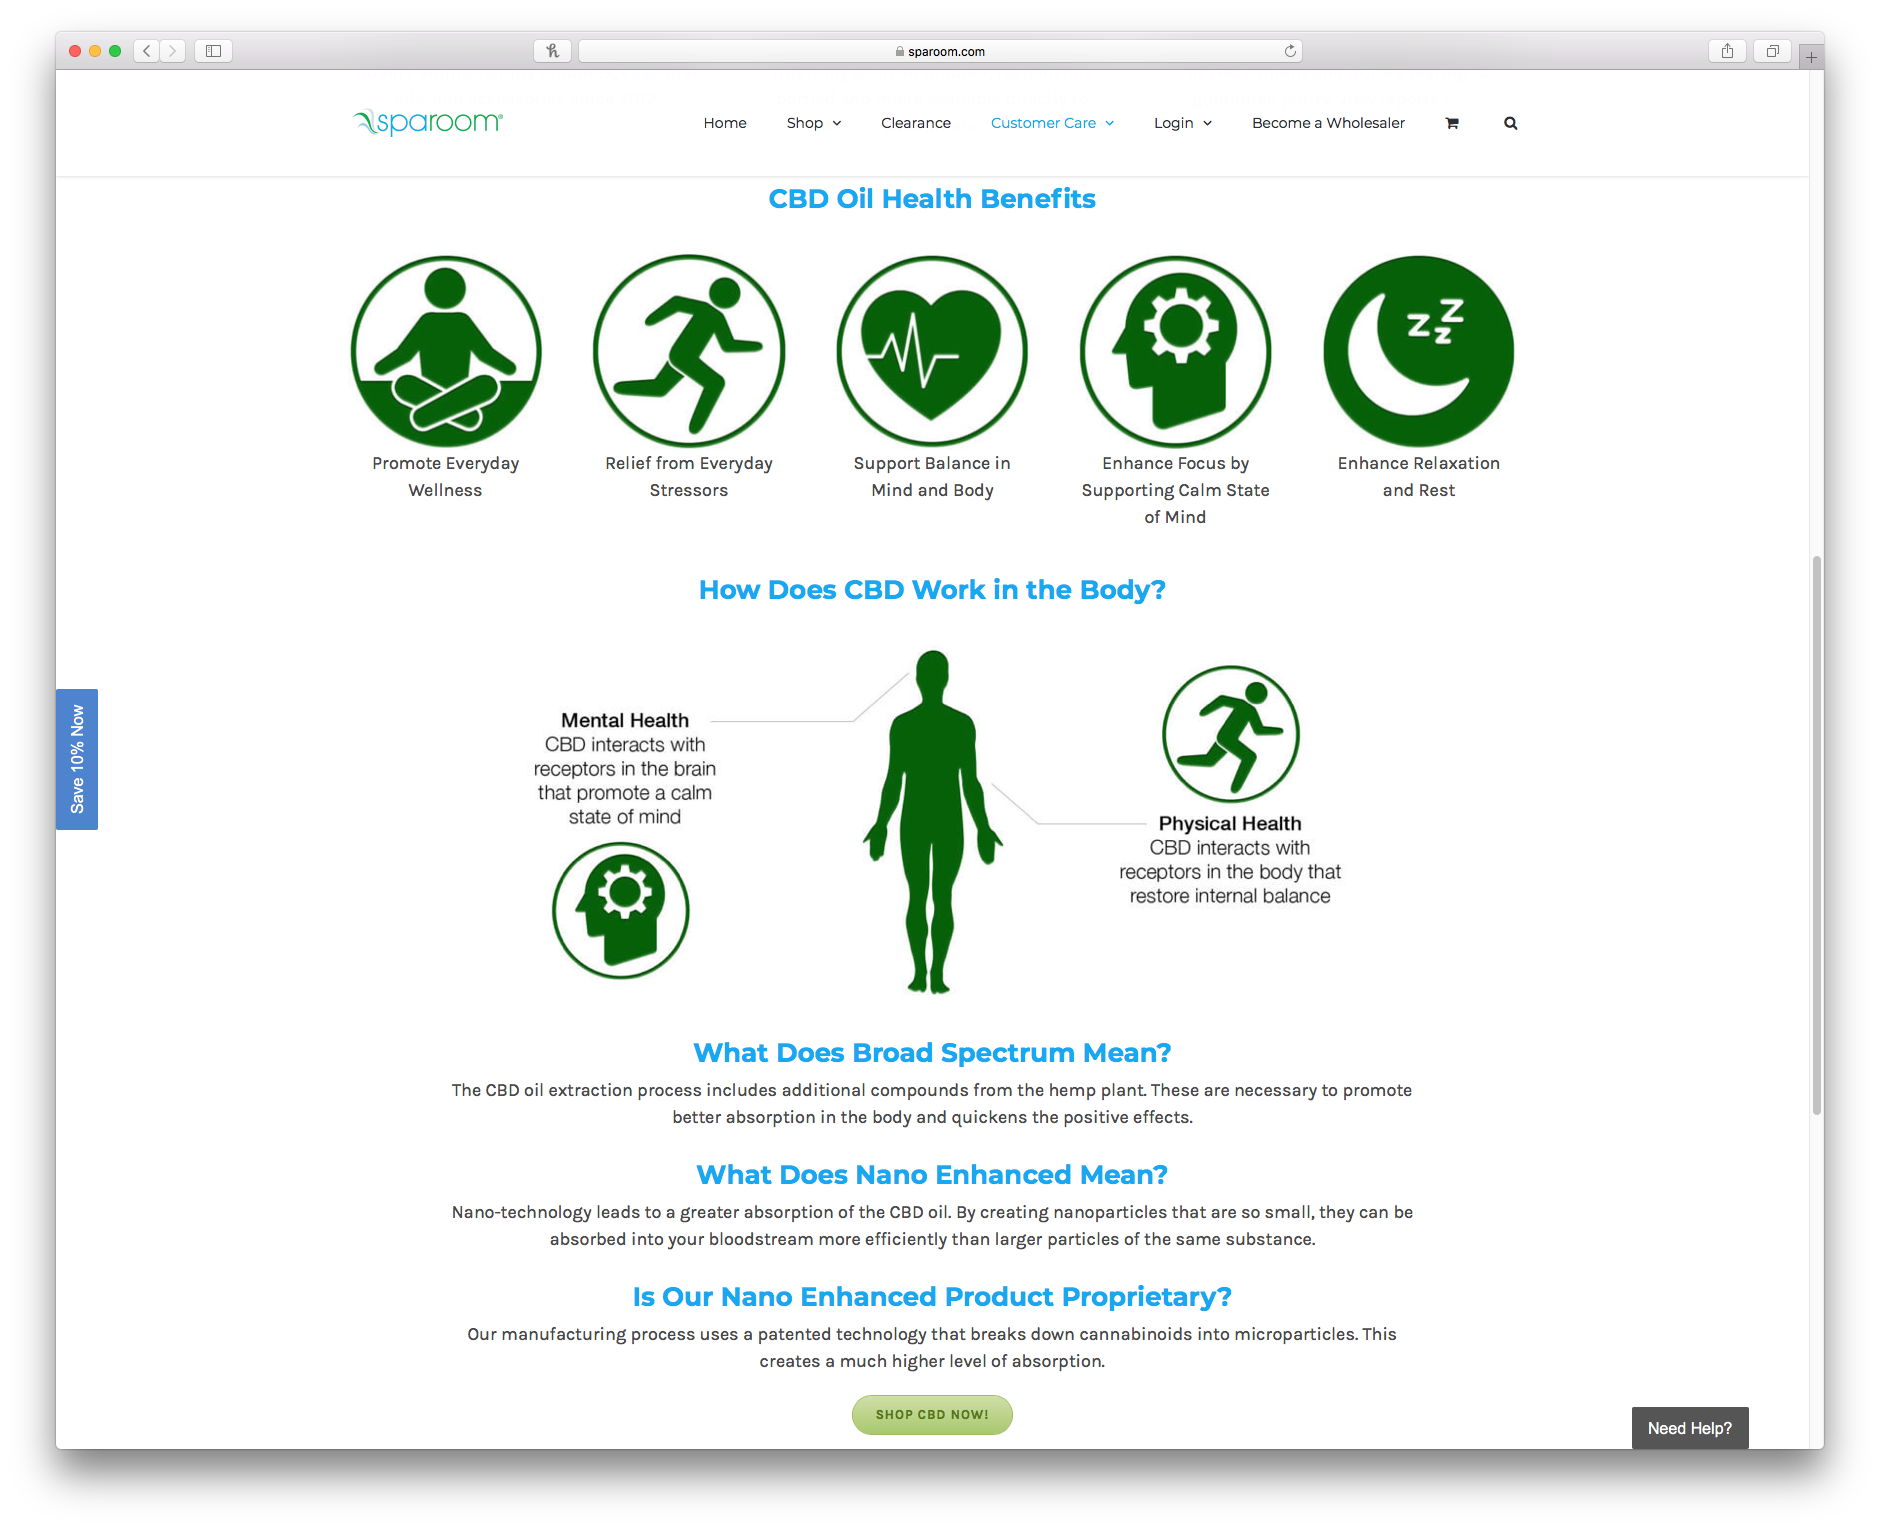 sparoom.com
sparoom®
Home
Shop
Clearance
Customer Care
Login
Become a Wholesaler
CBD Oil Health Benefits
z z z
Promote Everyday
Wellness
Relief from Everyday
Stressors
Support Balance in
Mind and Body
Enhance Focus by
Supporting Calm State
of Mind
Enhance Relaxation
and Rest
How Does CBD Work in the Body?
Mental Health
CBD interacts with
receptors in the brain
that promote a calm
state of mind
Physical Health
CBD interacts with
receptors in the body that
restore internal balance
Save 10% Now
What Does Broad Spectrum Mean?
The CBD oil extraction process includes additional compounds from the hemp plant. These are necessary to promote
better absorption in the body and quickens the positive effects.
What Does Nano Enhanced Mean?
Nano-technology leads to a greater absorption of the CBD oil. By creating nanoparticles that are so small, they can be
absorbed into your bloodstream more efficiently than larger particles of the same substance.
Is Our Nano Enhanced Product Proprietary?
Our manufacturing process uses a patented technology that breaks down cannabinoids into microparticles. This
creates a much higher level of absorption.
SHOP CBD NOW!
Need Help?